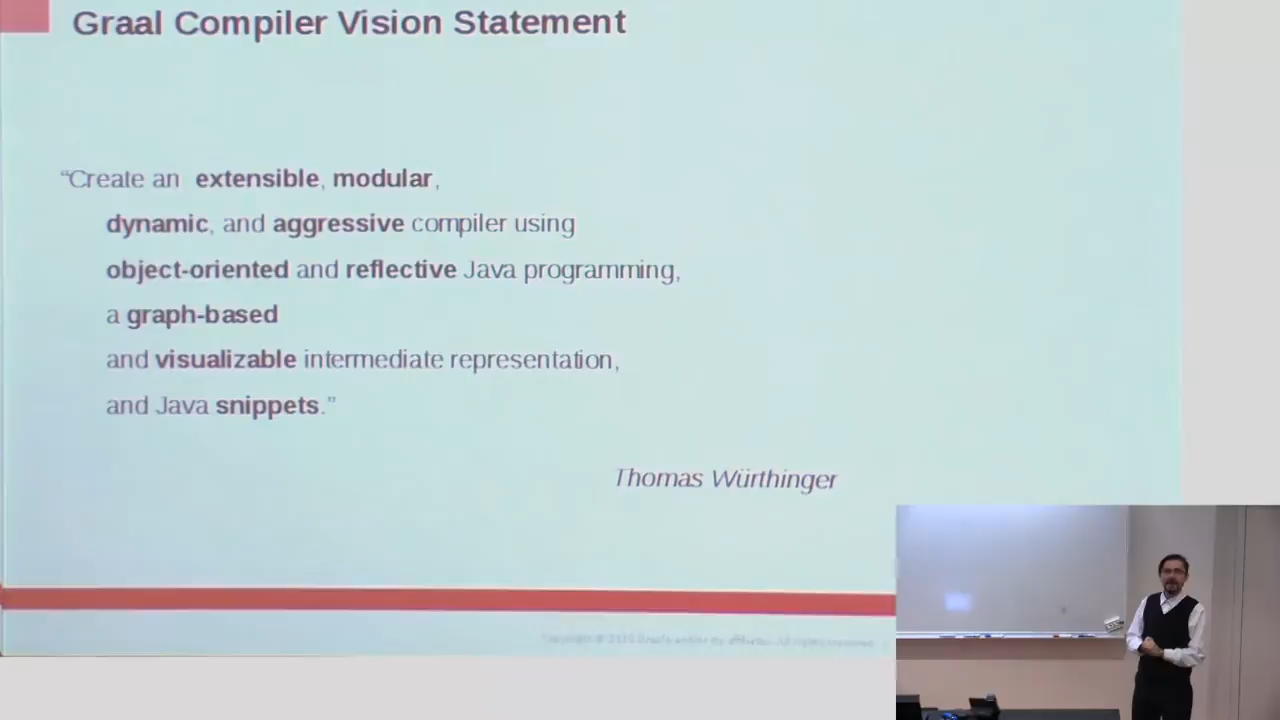 Graal Compiler Vision Statement
“Create an extensible, modular,
dynamic, and aggressive compiler using
object-oriented and reflective Java programming,
a graph-based
and visualizable intermediate representation,
and Java snippets.”
Thomas Würthinger